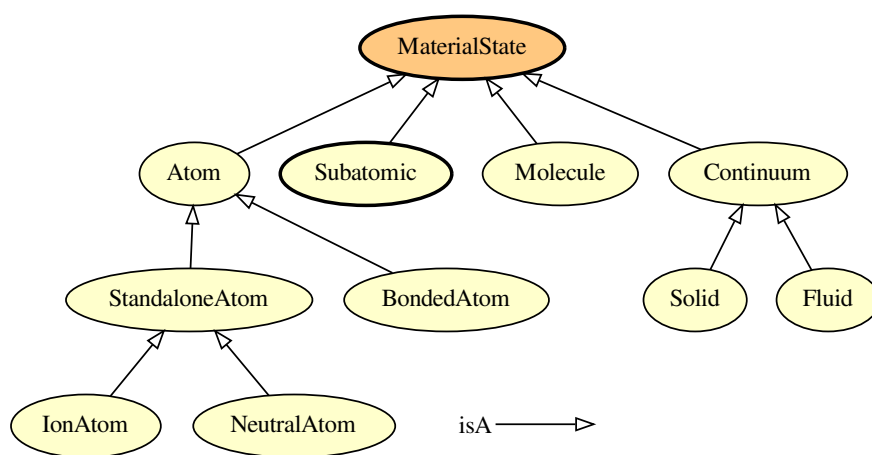 MaterialState
Atom
Subatomic
Molecule
Continuum
StandaloneAtom
BondedAtom
Solid
Fluid
IonAtom
NeutralAtom
isA